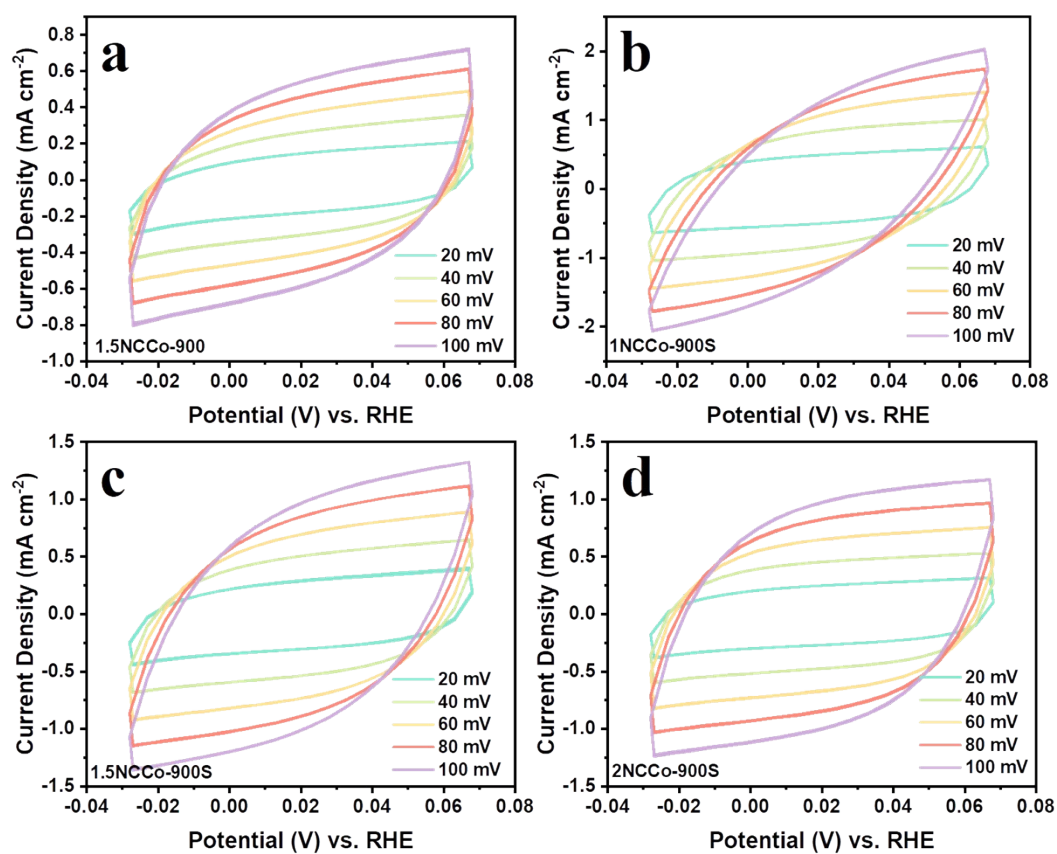 a
Current Density (mA cm-2)
0.8
0.6
0.4
0.2
0.0
-0.2
-0.4
-0.6
-0.8
-1.0
20 mV
40 mV
60 mV
80 mV
100 mV
1.5NCCo-900
-0.04 -0.02 0.00 0.02 0.04 0.06 0.08
Potential (V) vs. RHE
b
Current Density (mA cm-2)
2
1
0
-1
-2
20 mV
40 mV
60 mV
80 mV
100 mV
1NCCo-900S
-0.04 -0.02 0.00 0.02 0.04 0.06 0.08
Potential (V) vs. RHE
c
Current Density (mA cm-2)
1.5
1.0
0.5
0.0
-0.5
-1.0
-1.5
20 mV
40 mV
60 mV
80 mV
100 mV
1.5NCCo-900S
-0.04 -0.02 0.00 0.02 0.04 0.06 0.08
Potential (V) vs. RHE
d
Current Density (mA cm-2)
1.5
1.0
0.5
0.0
-0.5
-1.0
-1.5
20 mV
40 mV
60 mV
80 mV
100 mV
2NCCo-900S
-0.04 -0.02 0.00 0.02 0.04 0.06 0.08
Potential (V) vs. RHE